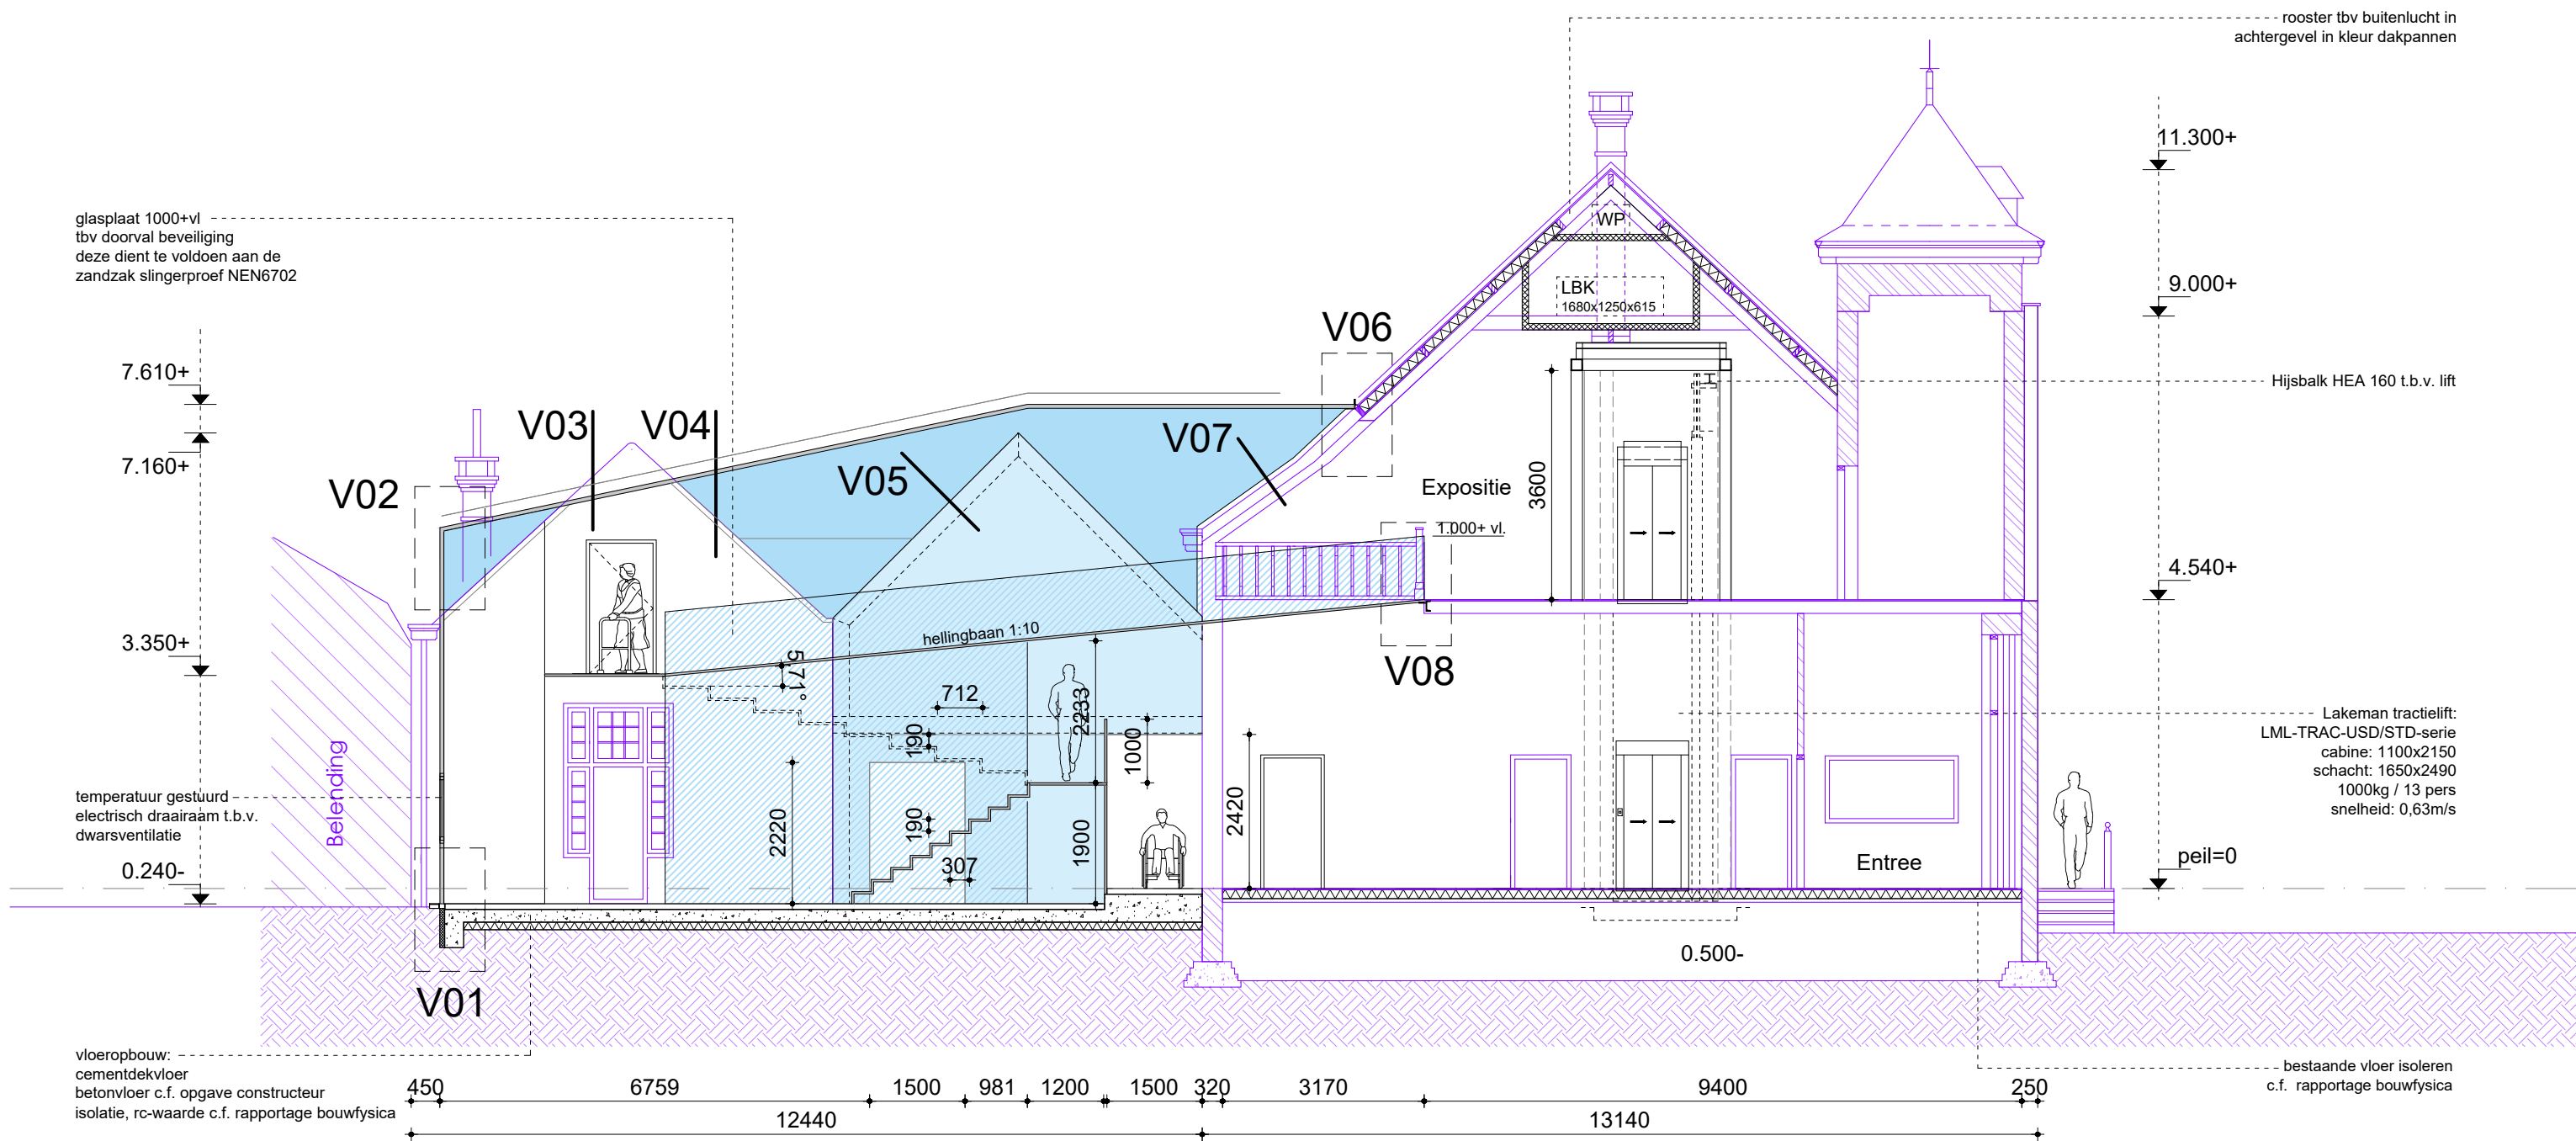 rooster tbv buitenlucht in
achtergevel in kleur dakpannen
11.300+
glasplaat 1000+vl
tbv doorval beveiliging
deze dient te voldoen aan de
zandzak slingerproef NEN6702
WP
9.000+
LBK
1680x1250x615
V06
7.610+
Hijsbalk HEA 160 t.b.v. lift
V03
V04
V07
7.160+
V05
V02
Expositie
3600
1.000+ vl.
4.540+
3.350+
hellingbaan 1:10
5,71°
V08
712
2233
190
1000
Lakeman tractielift:
LML-TRAC-USD/STD-serie
cabine: 1100x2150
schacht: 1650x2490
1000kg / 13 pers
snelheid: 0,63m/s
Belending
temperatuur gestuurd
electrisch draairaam t.b.v.
dwarsventilatie
2220
190
307
1900
2420
Entree
peil=0
0.240-
0.500-
V01
vloeropbouw:
cementdekvloer
betonvloer c.f. opgave constructeur
isolatie, rc-waarde c.f. rapportage bouwfysica
bestaande vloer isoleren
c.f. rapportage bouwfysica
450 6759 1500 981 1200 1500 320 3170 9400 250
12440 13140